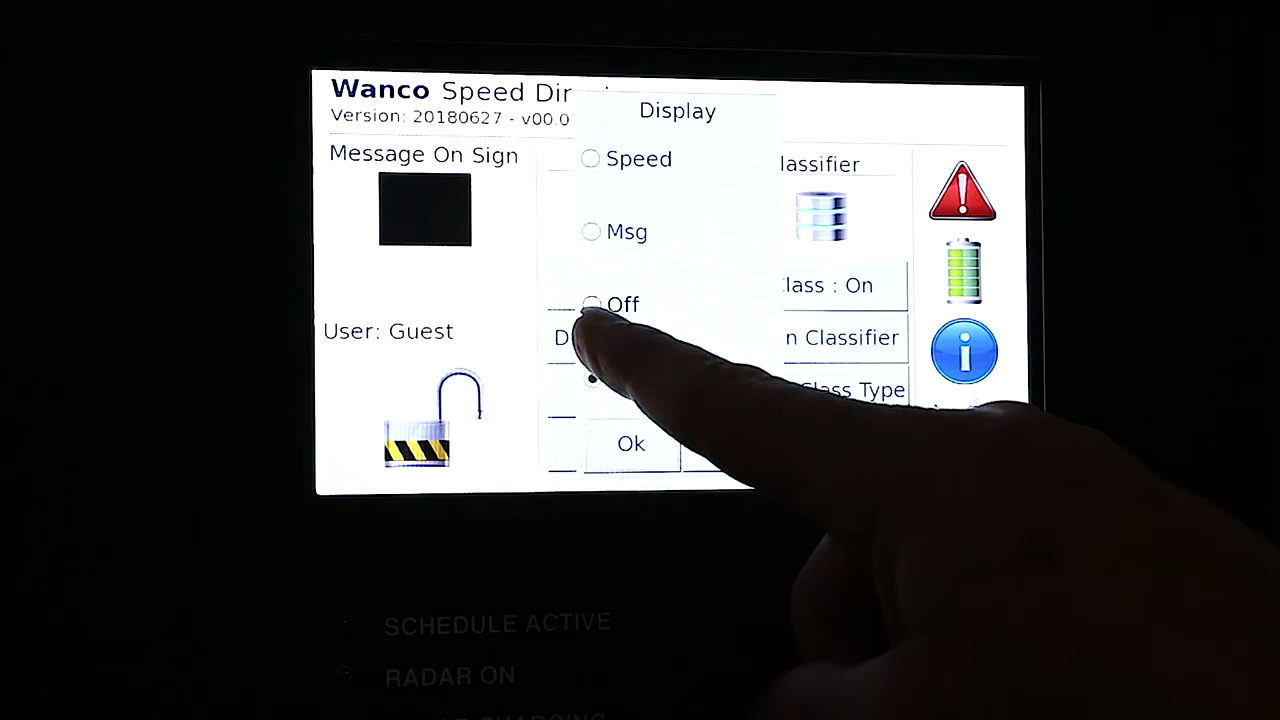 Wanco Speed Dir
Version: 20180627 - v00.0
Message On Sign
User: Guest
Display
Speed
Msg
Off
D
Ok
lassifier
lass : On
n Classifier
Class Type
SCHEDULE ACTIVE
RADAR ON
CHARGING